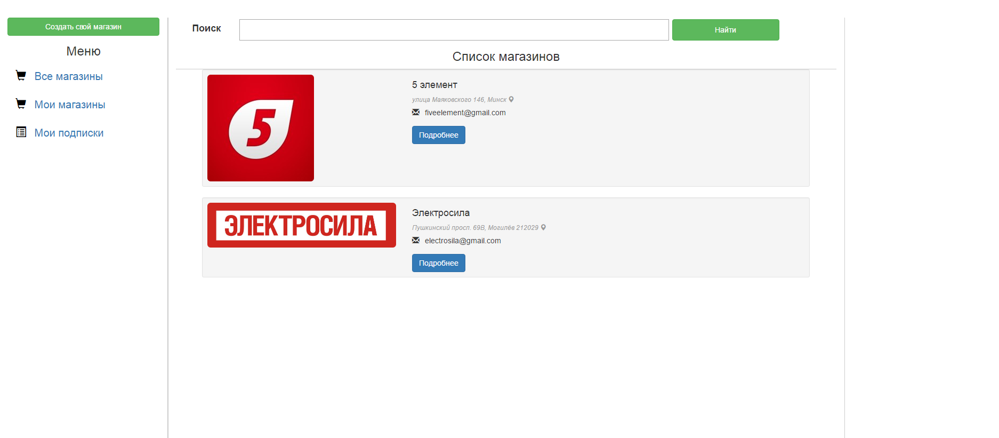 Создать свой магазин
Меню
Все магазины
Мои магазины
Мои подписки
Поиск
Найти
Список магазинов
5
5 элемент
улица Маяковского 146, Минск
fiveelement@gmail.com
Подробнее
ЭЛЕКТРОСИЛА
Электросила
Пушкинский просп. 69В, Могилёв 212029
electrosila@gmail.com
Подробнее